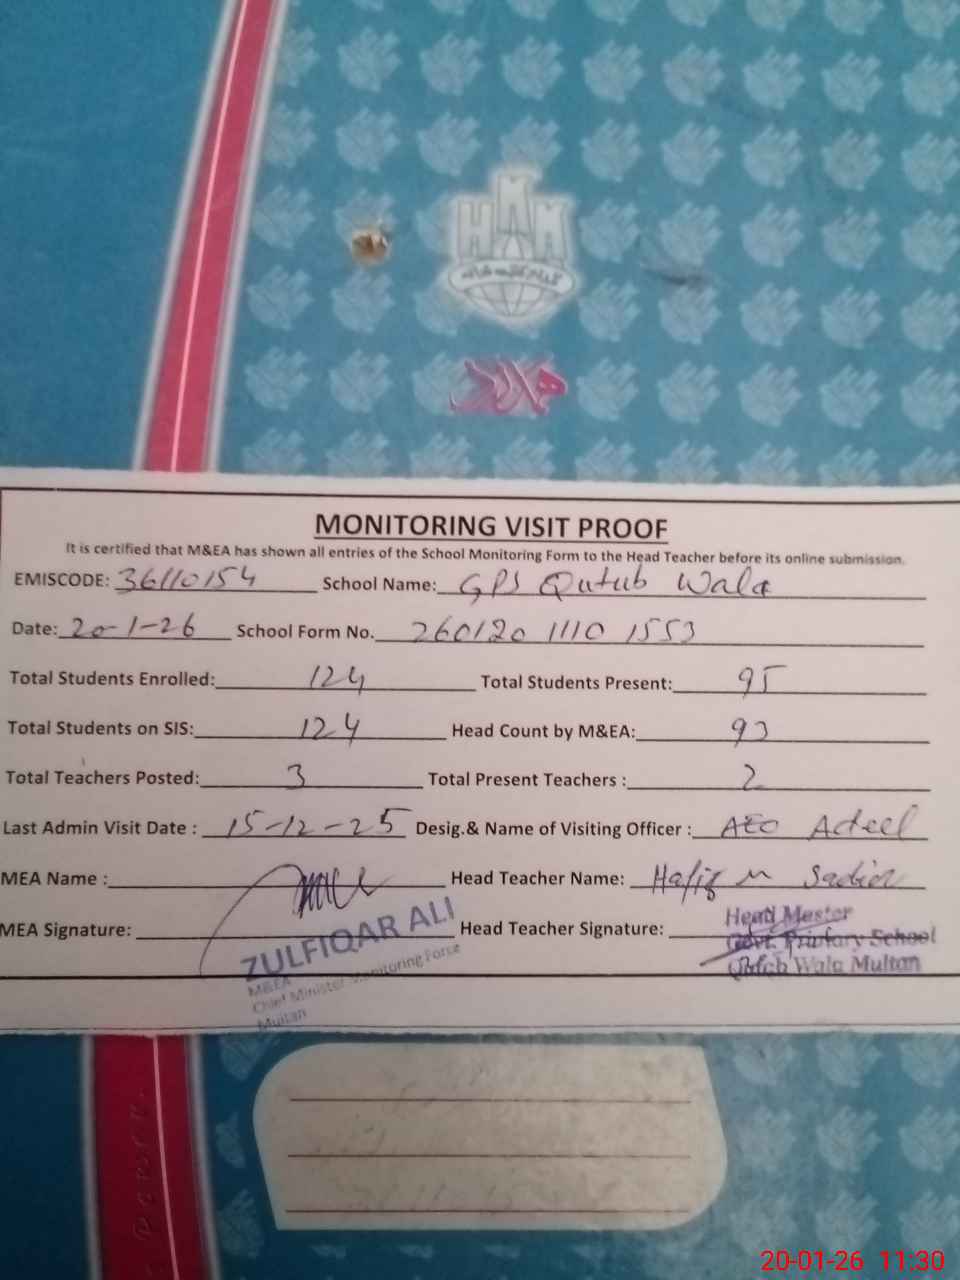 HMM
MONITORING VISIT PROOF
It is certified that M&EA has shown all entries of the School Monitoring Form to the Head Teacher before its online submission.
EMISCODE: 36110154 School Name: GPS Qutub Wala
Date: 20-1-26 School Form No. 260120 1110 1553
Total Students Enrolled: 124 Total Students Present: 95
Total Students on SIS: 124 Head Count by M&EA: 93
Total Teachers Posted: 3 Total Present Teachers : 2
Last Admin Visit Date : 15-12-25 Desig.& Name of Visiting Officer : AEO Adeel
MEA Name : Head Teacher Name: Hafiz M
MEA Signature: Head Teacher Signature:
ZULFIQAR ALI
M&EA
Chief Minister Monitoring Force
Multan
Head Master
Govt. Primary School
Wala Multan
20-01-26 11:30